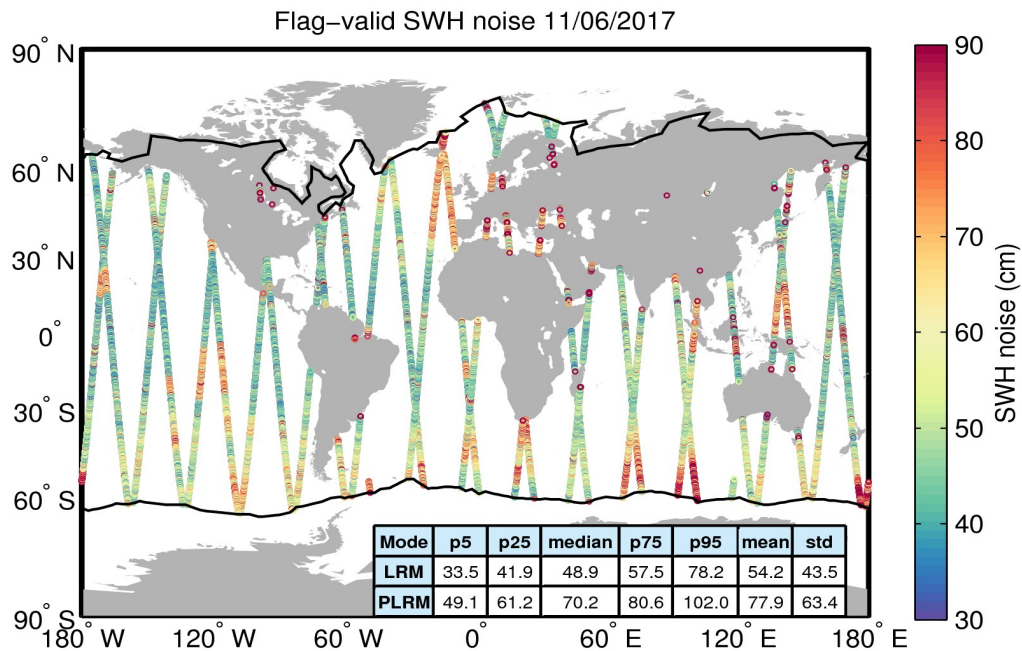 Flag−valid SWH noise 11/06/2017
90° N
60° N
30° N
0°
30° S
60° S
90° S
180° W
120° W
60° W
0°
60° E
120° E
180° E
Mode p5 p25 median p75 p95 mean std
LRM 33.5 41.9 48.9 57.5 78.2 54.2 43.5
PLRM 49.1 61.2 70.2 80.6 102.0 77.9 63.4
90
80
70
60
50
40
30
SWH noise (cm)